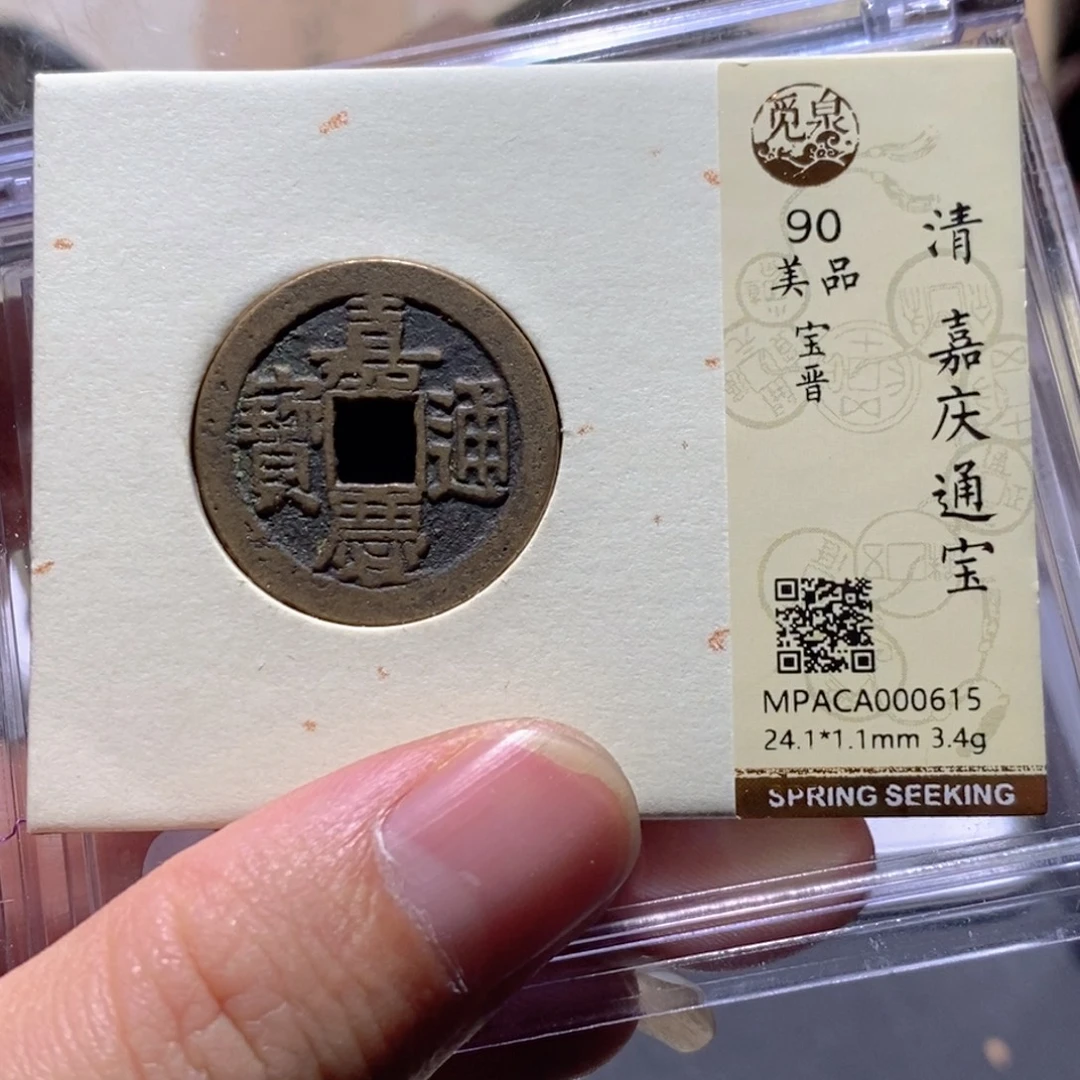 嘉慶通寶
觅泉
90
美品
宝晋
清 嘉庆通宝
MPACA000615
24.1*1.1mm 3.4g
SPRING SEEKING